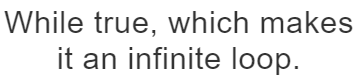 While true, which makes
it an infinite loop.